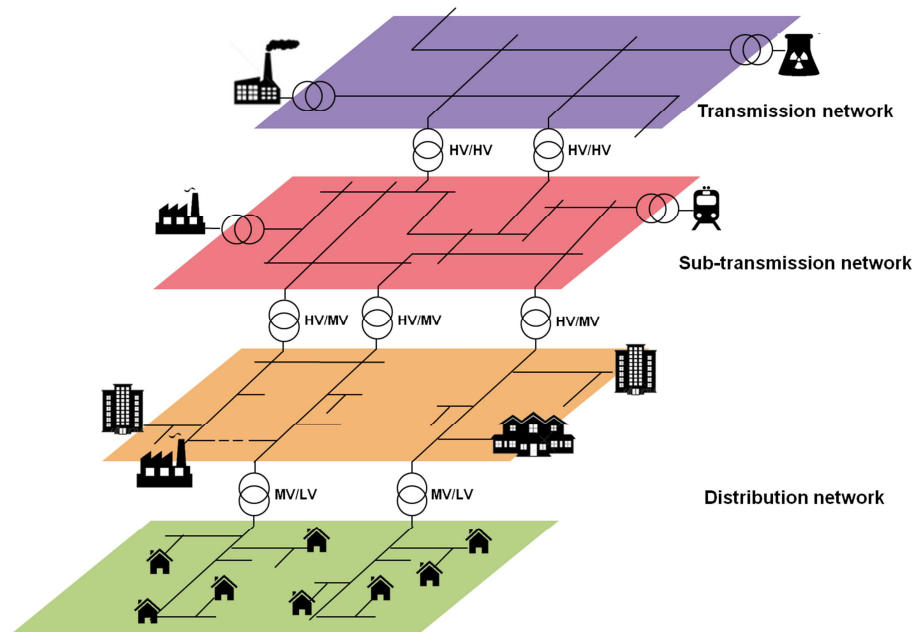 Transmission network
HV/HV
HV/HV
Sub-transmission network
HV/MV
HV/MV
HV/MV
MV/LV
MV/LV
Distribution network